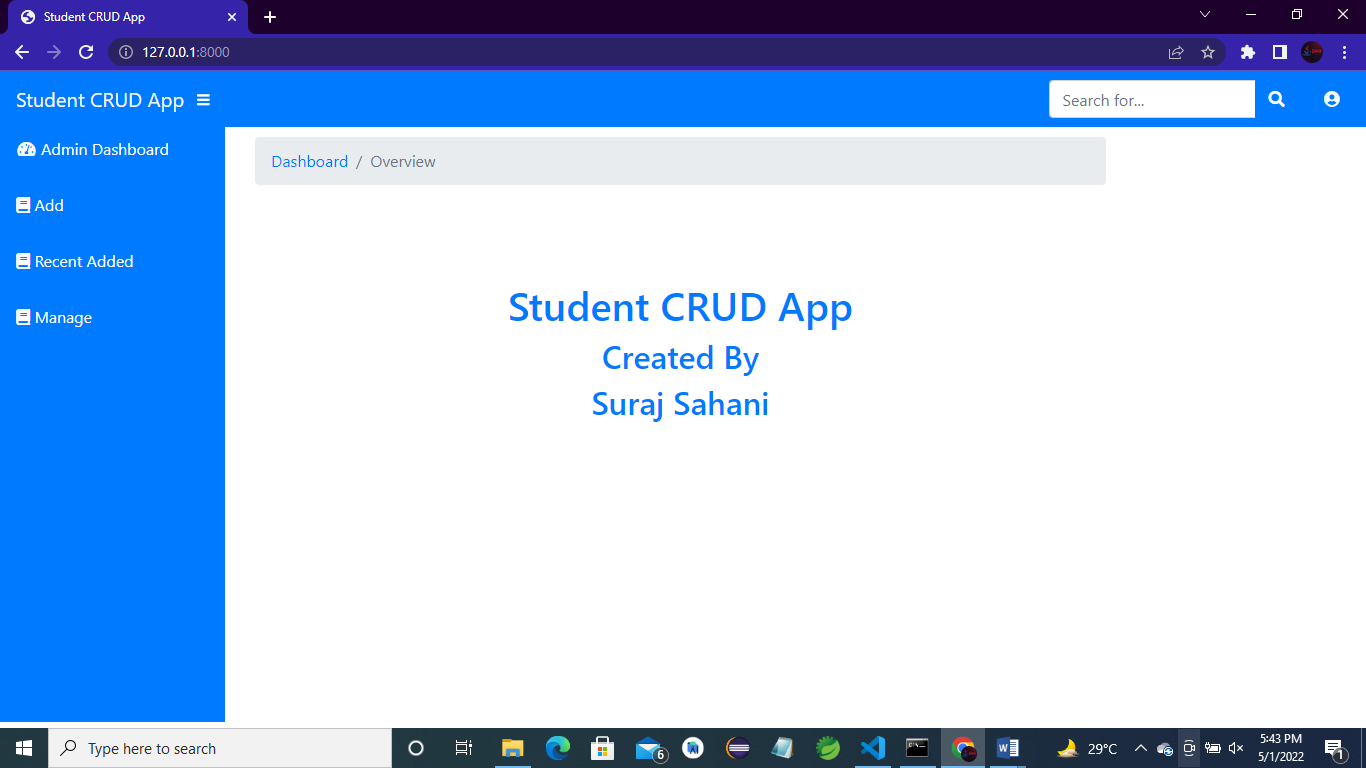 Student CRUD App
127.0.0.1:8000
Student CRUD App
Search for...
Admin Dashboard
Dashboard / Overview
Add
Recent Added
Manage
Student CRUD App
Created By
Suraj Sahani
Type here to search
6
29°C
5:43 PM
5/1/2022
1